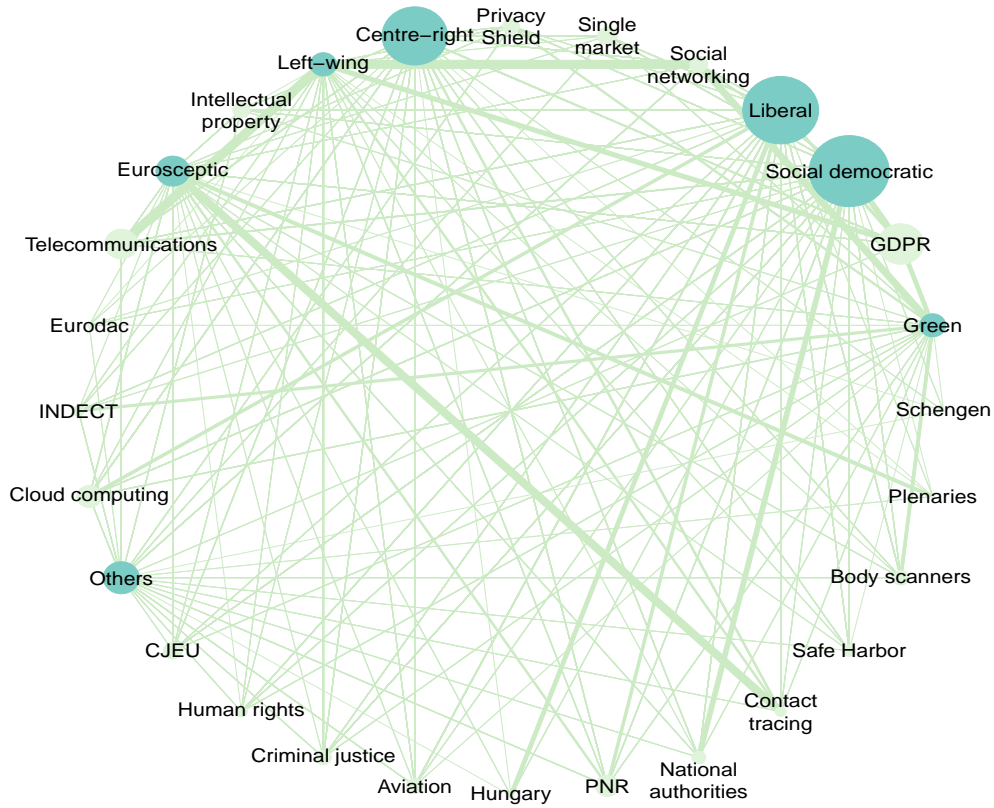 Privacy
Shield
Single
market
Centre−right
Social
networking
Left−wing
Intellectual
property
Liberal
Eurosceptic
Social democratic
Telecommunications
GDPR
Eurodac
Green
INDECT
Schengen
Cloud computing
Plenaries
Others
Body scanners
CJEU
Safe Harbor
Human rights
Contact
tracing
Criminal justice
Aviation
Hungary
PNR
National
authorities